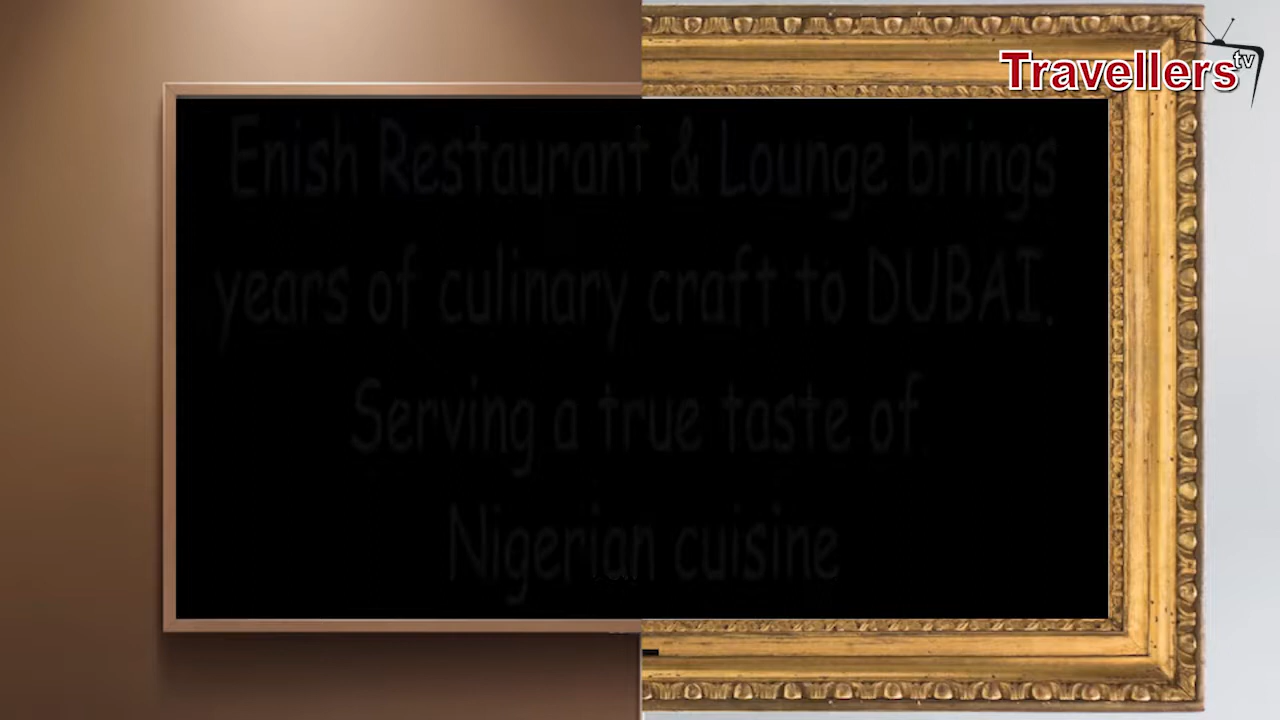 Travellers tv
Enish Restaurant & Lounge brings
years of culinary craft to DUBAI.
Serving a true taste of
Nigerian cuisine